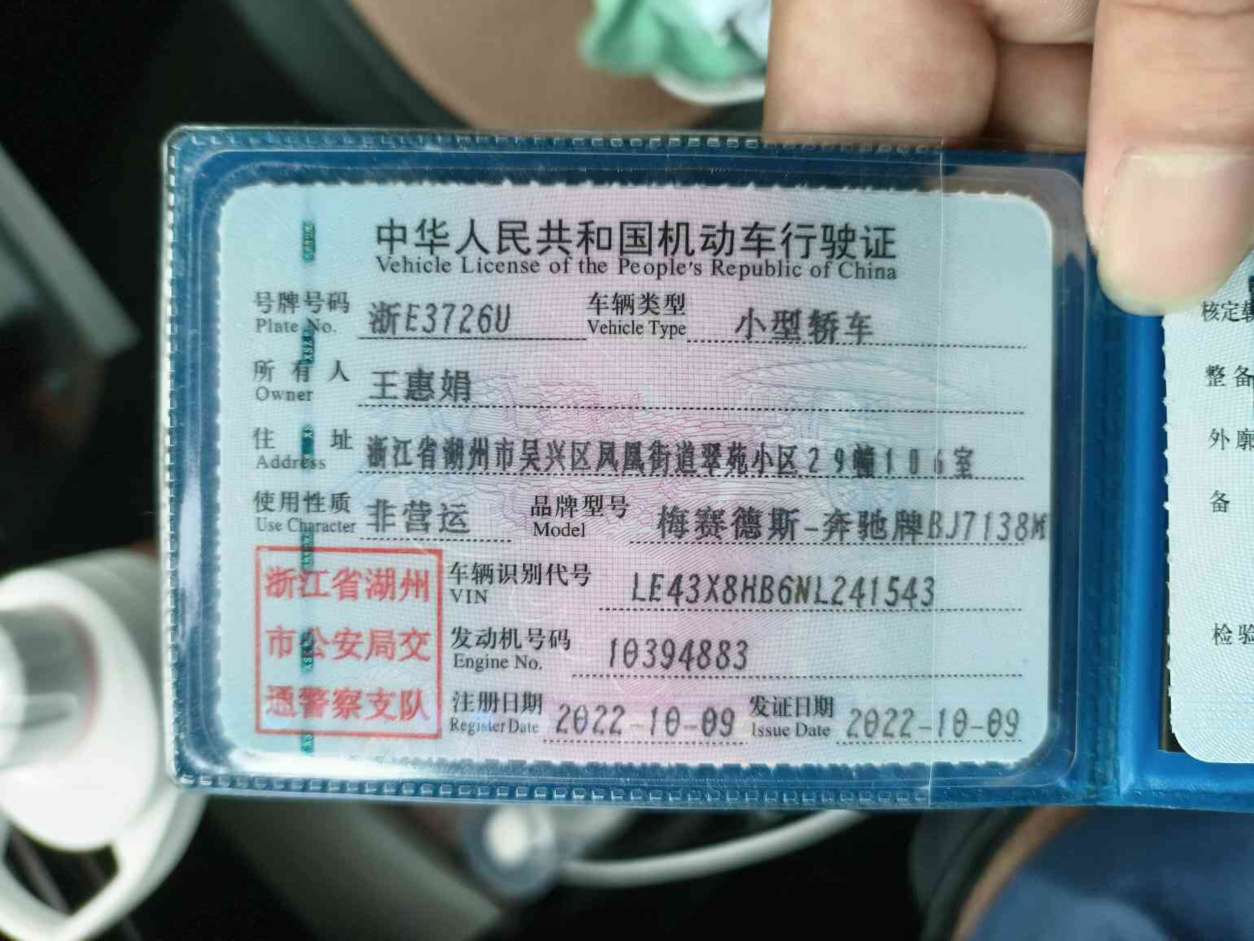 中华人民共和国机动车行驶证
Vehicle License of the People's Republic of China
号牌号码 浙E3726U 车辆类型 小型轿车
Plate No. Vehicle Type
所有人 王惠娟
Owner
住址 浙江省湖州市吴兴区凤凰街道翠苑小区29幢106室
Address
使用性质 非营运 品牌型号 梅赛德斯-奔驰牌BJ7138M
Use Character Model
浙江省湖州
市公安局交
通警察支队
车辆识别代号 LE43X8HB6NL241543
VIN
发动机号码 10394883
Engine No.
注册日期 2022-10-09 发证日期 2022-10-09
Register Date Issue Date
核定
整备
外廓
备
检验